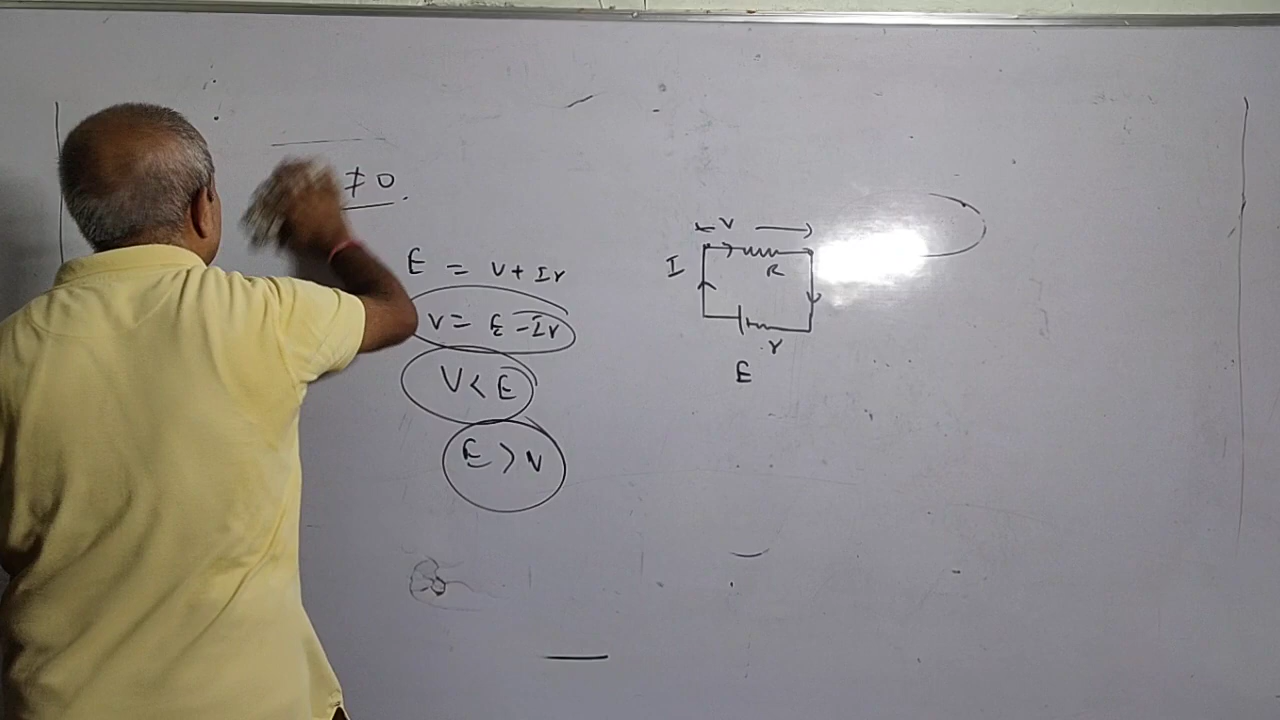 ≠ 0
E = V + Ir
V = E - Ir
V < E
E > V
V
I
R
r
E